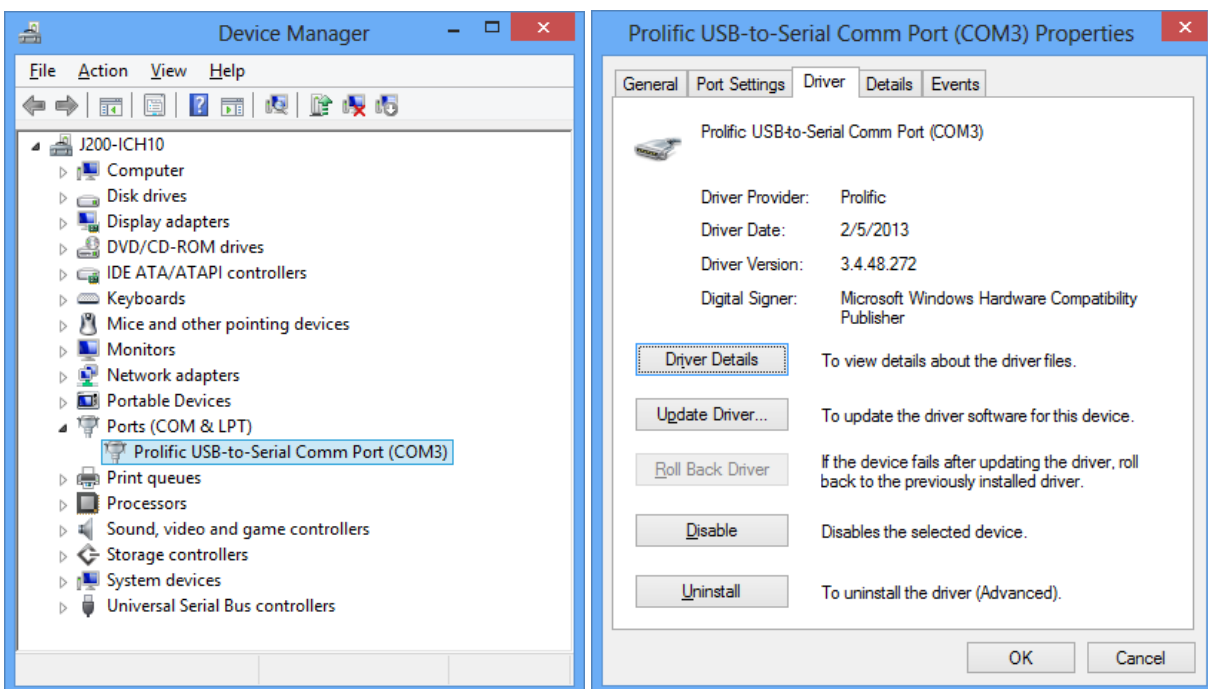 Device Manager
File Action View Help
J200-ICH10
Computer
Disk drives
Display adapters
DVD/CD-ROM drives
IDE ATA/ATAPI controllers
Keyboards
Mice and other pointing devices
Monitors
Network adapters
Portable Devices
Ports (COM & LPT)
Prolific USB-to-Serial Comm Port (COM3)
Print queues
Processors
Sound, video and game controllers
Storage controllers
System devices
Universal Serial Bus controllers
Prolific USB-to-Serial Comm Port (COM3) Properties
General Port Settings Driver Details Events
Prolific USB-to-Serial Comm Port (COM3)
Driver Provider: Prolific
Driver Date: 2/5/2013
Driver Version: 3.4.48.272
Digital Signer: Microsoft Windows Hardware Compatibility
Publisher
Driver Details To view details about the driver files.
Update Driver... To update the driver software for this device.
Roll Back Driver If the device fails after updating the driver, roll
back to the previously installed driver.
Disable Disables the selected device.
Uninstall To uninstall the driver (Advanced).
OK Cancel